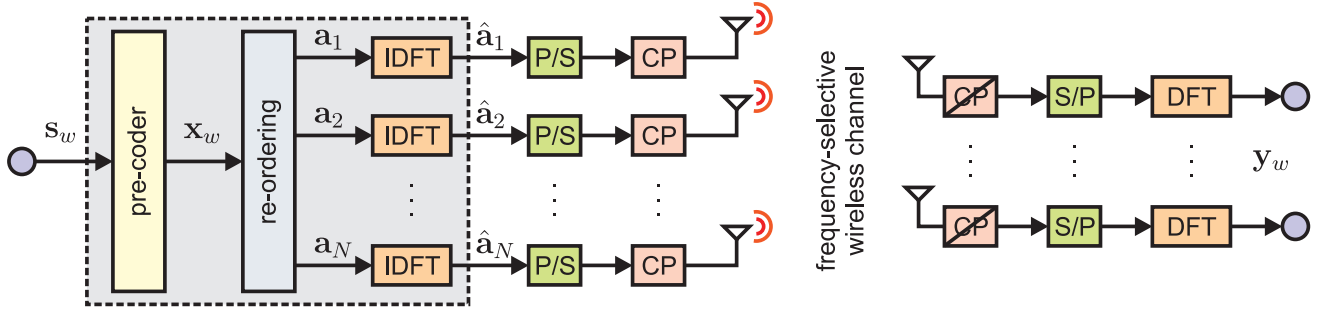 s_w
pre-coder
x_w
re-ordering
a_1
IDFT
â_1
P/S
CP
a_2
IDFT
â_2
P/S
CP
⋮
⋮
⋮
a_N
IDFT
â_N
P/S
CP
frequency-selective
wireless channel
CP
S/P
DFT
⋮
⋮
⋮
y_w
CP
S/P
DFT